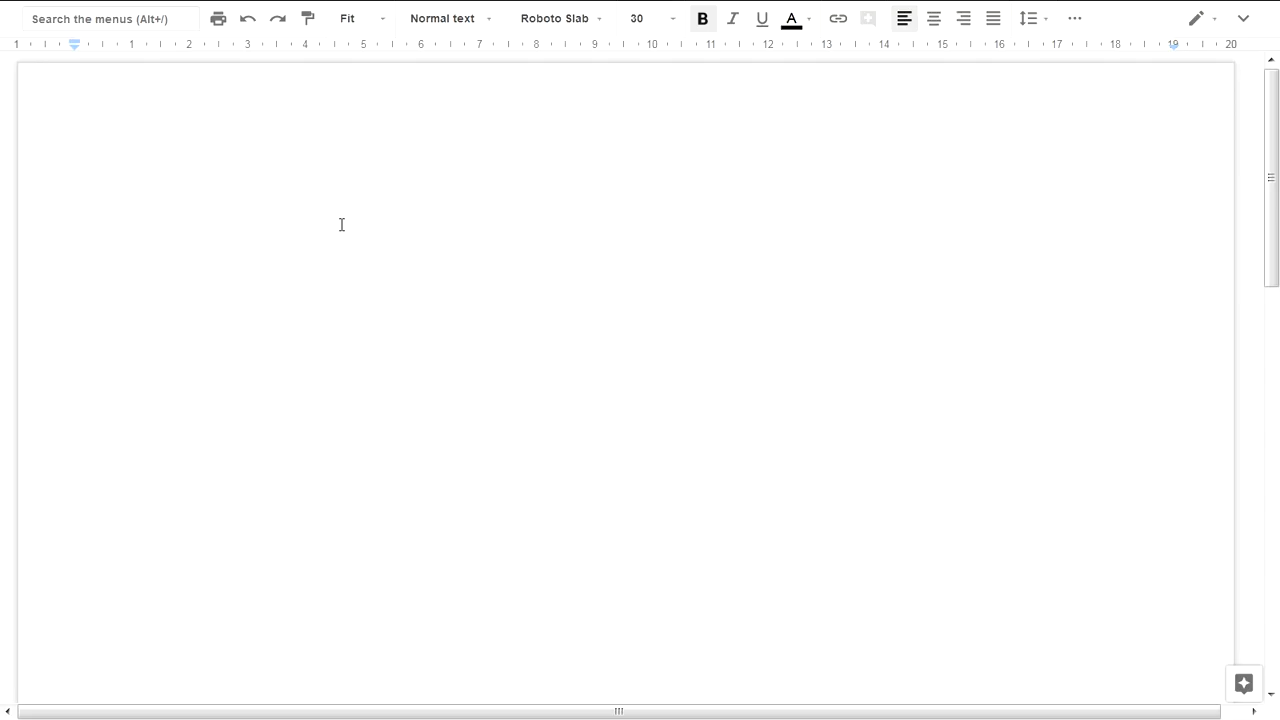 Search the menus (Alt+/) Fit Normal text Roboto Slab 30 B I U A
1 1 2 3 4 5 6 7 8 9 10 11 12 13 14 15 16 17 18 19 20